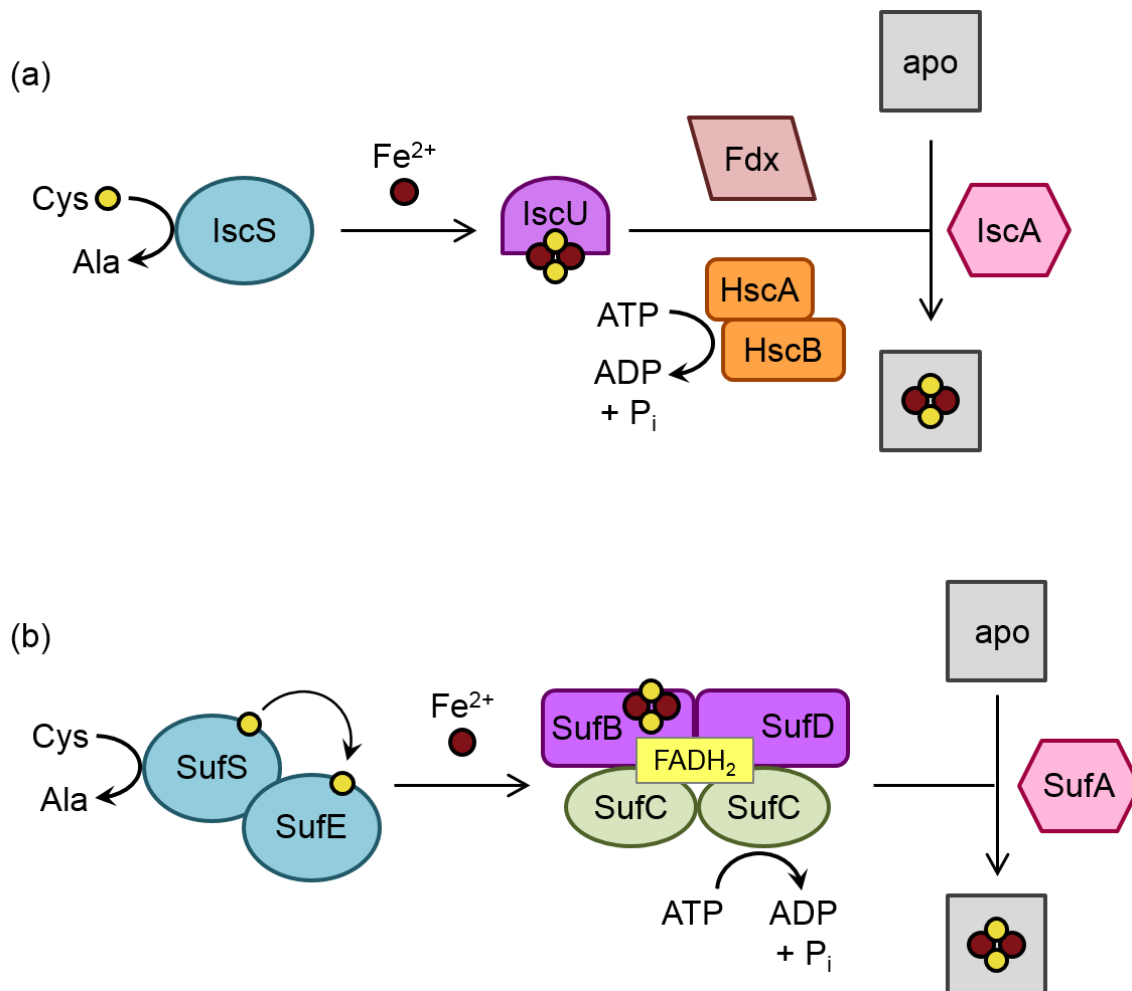 (a)
apo
Fdx
Fe²⁺
Cys
IscS
IscU
IscA
Ala
HscA
ATP
HscB
ADP
+ Pᵢ
(b)
apo
Fe²⁺
Cys
SufS
SufB
SufD
FADH₂
SufA
Ala
SufE
SufC
SufC
ATP
ADP
+ Pᵢ